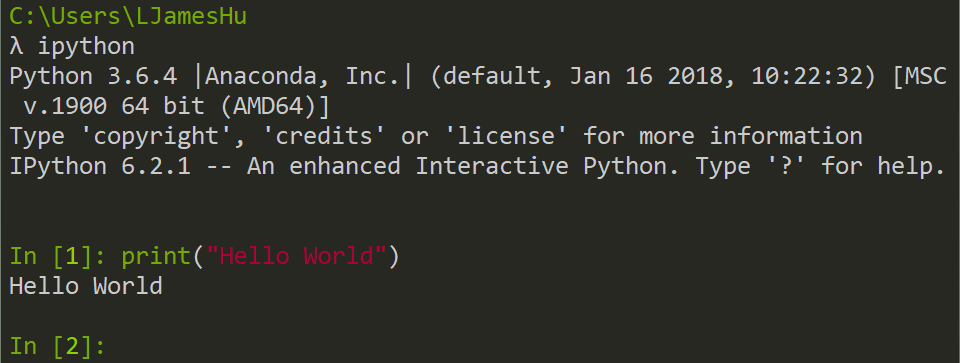 C:\Users\LJamesHu
λ ipython
Python 3.6.4 |Anaconda, Inc.| (default, Jan 16 2018, 10:22:32) [MSC
 v.1900 64 bit (AMD64)]
Type 'copyright', 'credits' or 'license' for more information
IPython 6.2.1 -- An enhanced Interactive Python. Type '?' for help.
In [1]: print("Hello World")
Hello World
In [2]: